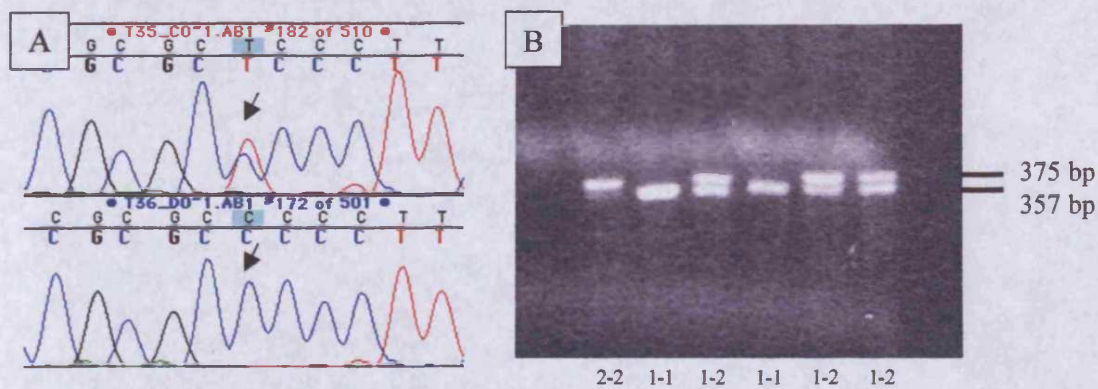 A
T35_C0~1.AB1 #182 of 510
G C G C T C C C T T
C G C G C T C C C T T
T36_D0~1.AB1 #172 of 501
C G C G C C C C C T T
C G C G C C C C C T T
B
375 bp
357 bp
2-2 1-1 1-2 1-1 1-2 1-2